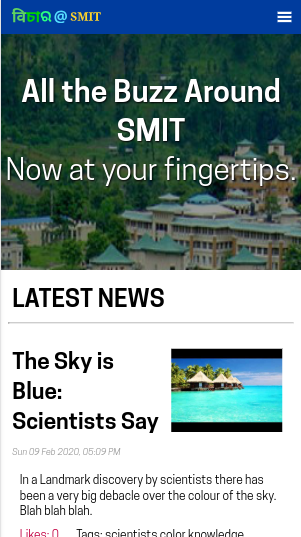 विচাର @ SMIT
All the Buzz Around
SMIT
Now at your fingertips.
LATEST NEWS
The Sky is
Blue:
Scientists Say
Sun 09 Feb 2020, 05:09 PM
In a Landmark discovery by scientists there has
been a very big debacle over the colour of the sky.
Blah blah blah.
Likes: 0 Tags: scientists color knowledge